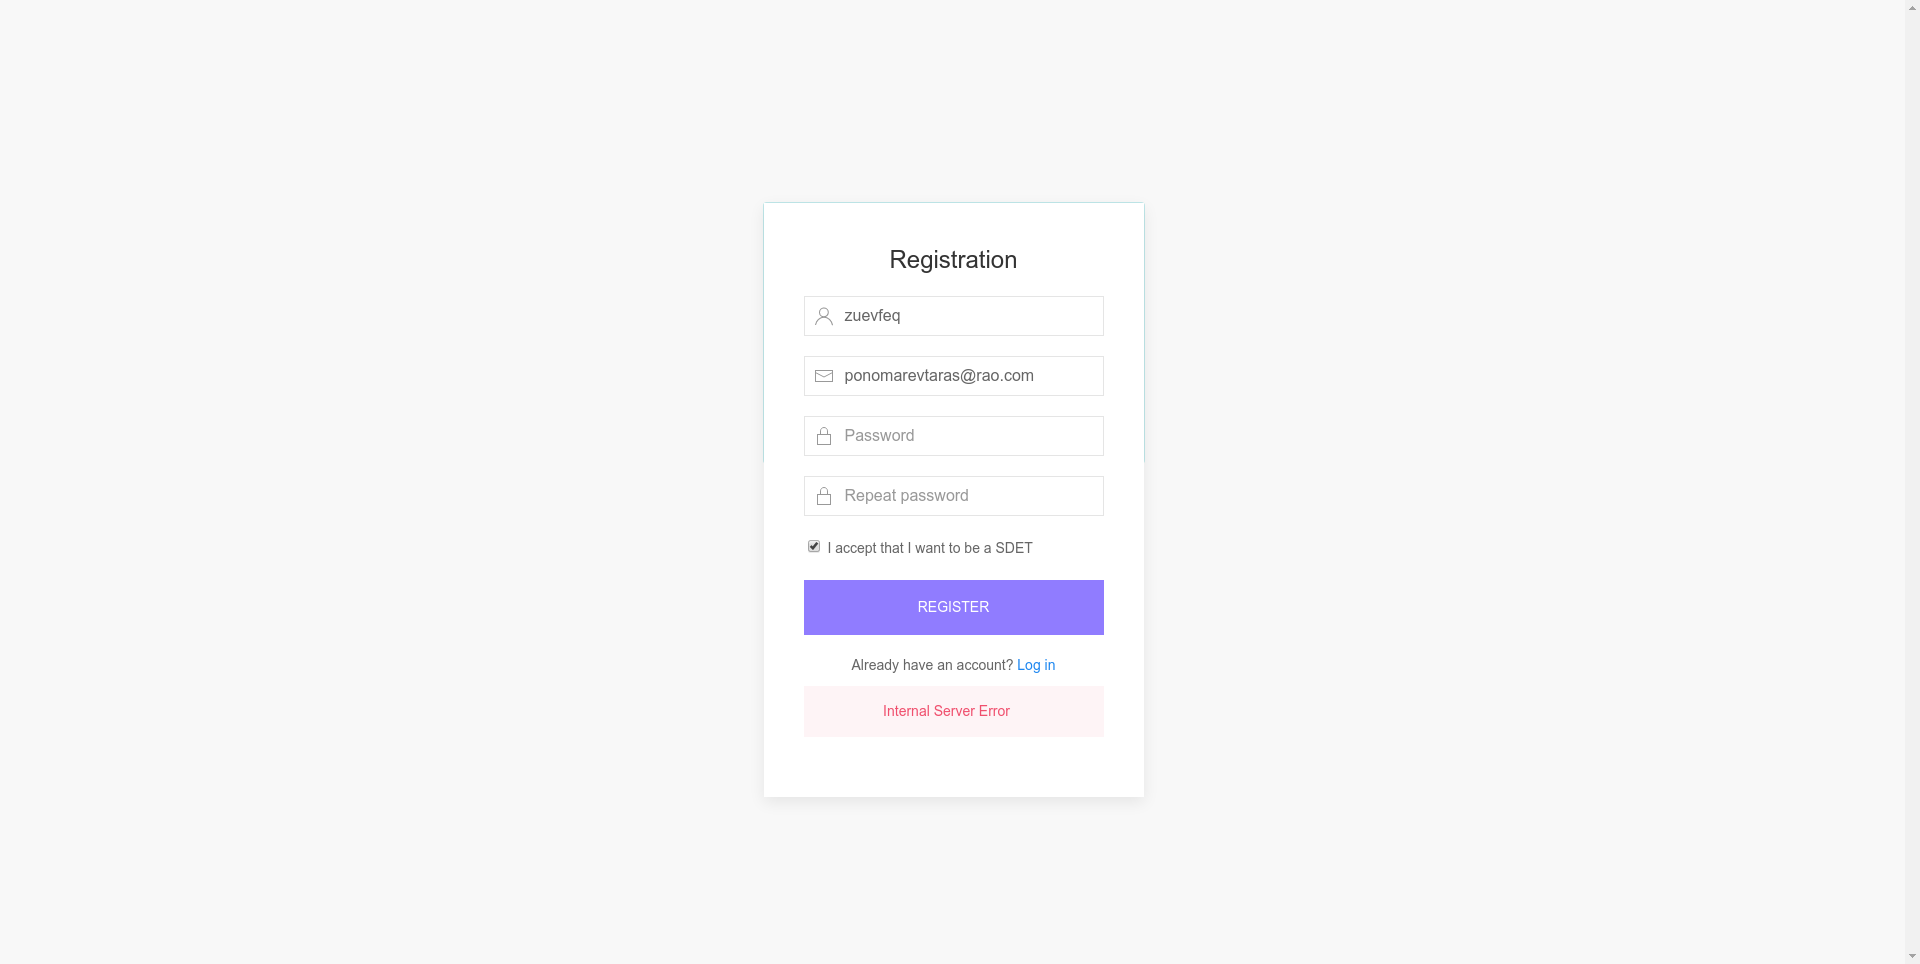 Registration
zuevfeq
ponomarevtaras@rao.com
Password
Repeat password
I accept that I want to be a SDET
REGISTER
Already have an account? Log in
Internal Server Error